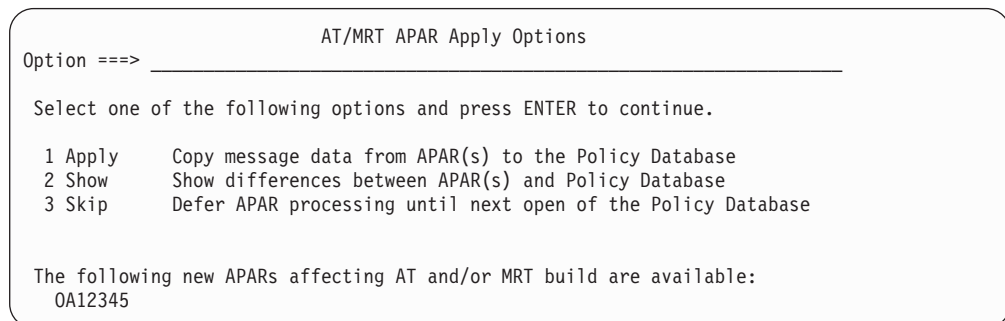 AT/MRT APAR Apply Options
Option ===> _________________________________________________________________
Select one of the following options and press ENTER to continue.
1 Apply Copy message data from APAR(s) to the Policy Database
2 Show Show differences between APAR(s) and Policy Database
3 Skip Defer APAR processing until next open of the Policy Database
The following new APARs affecting AT and/or MRT build are available:
OA12345